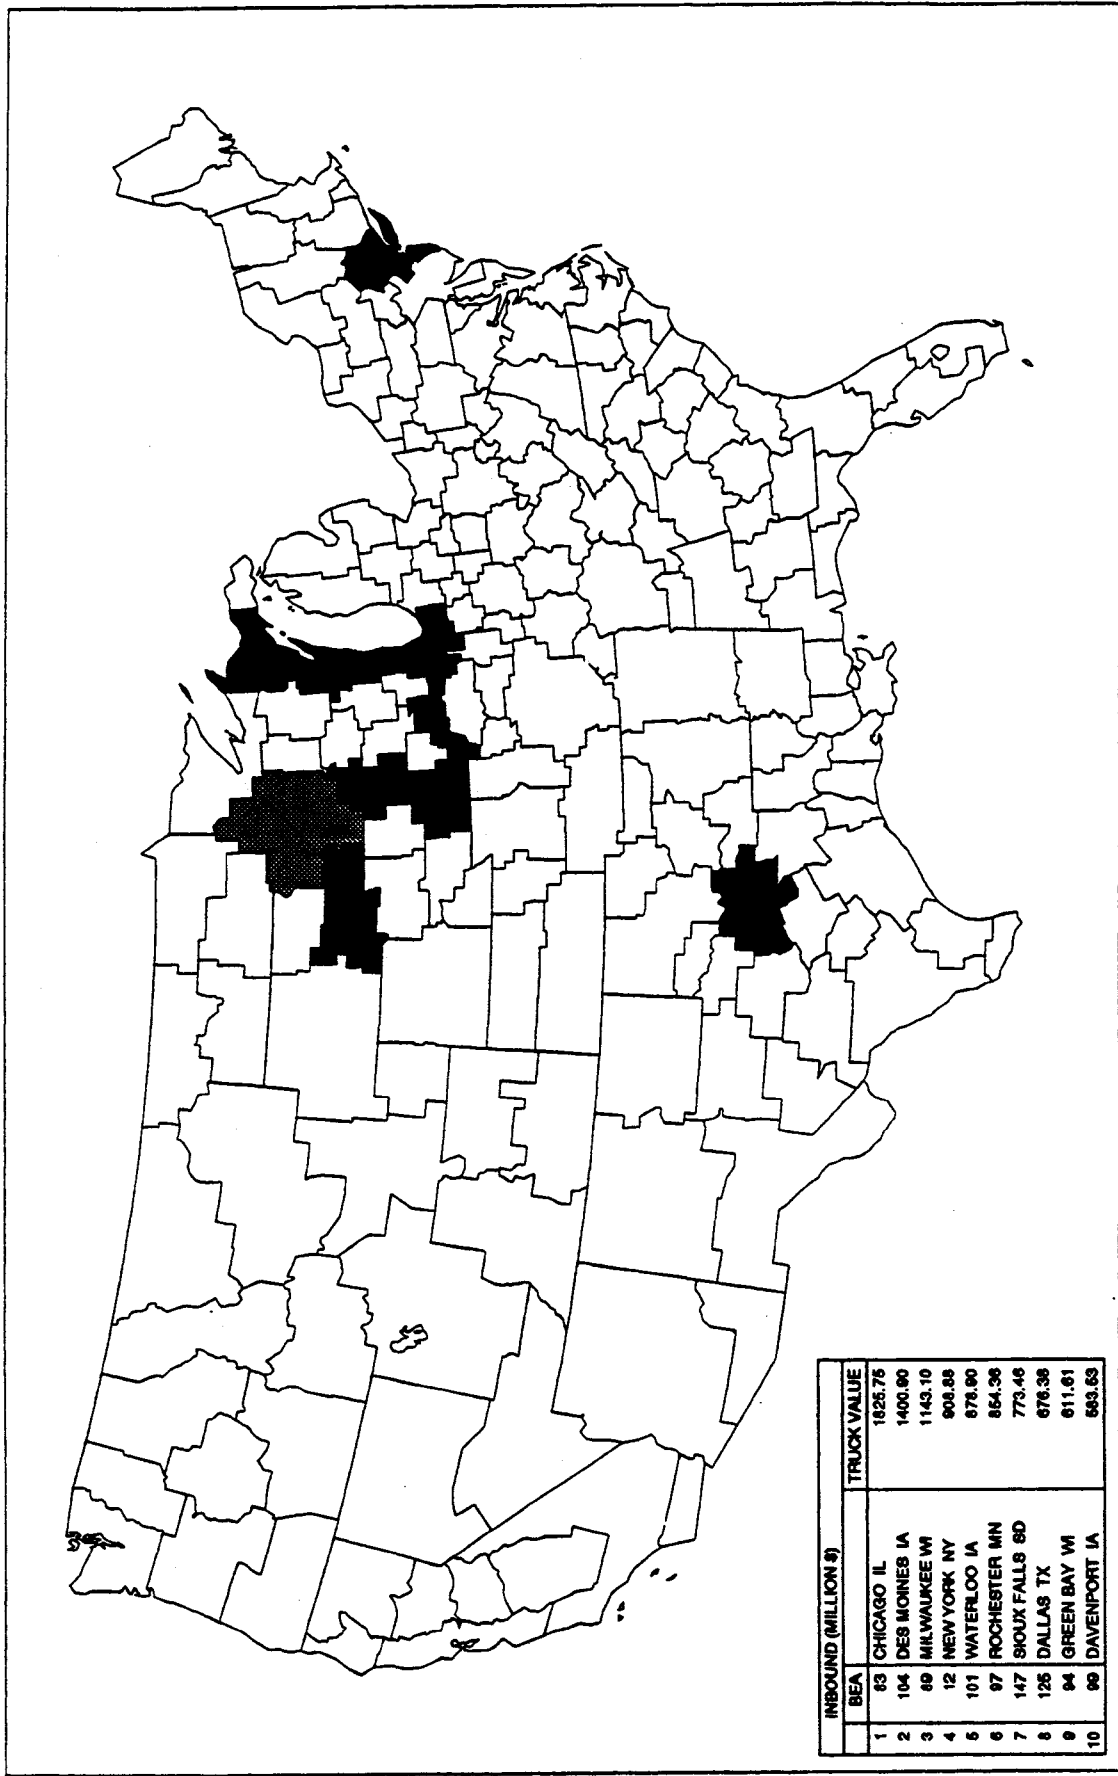 INBOUND (MILLION $)
BEA TRUCK VALUE
1 83 CHICAGO IL 1825.75
2 104 DES MOINES IA 1400.90
3 89 MILWAUKEE WI 1143.10
4 12 NEW YORK NY 908.88
5 101 WATERLOO IA 878.90
6 97 ROCHESTER MN 854.36
7 147 SIOUX FALLS SD 773.46
8 125 DALLAS TX 676.38
9 94 GREEN BAY WI 611.61
10 99 DAVENPORT IA 583.53